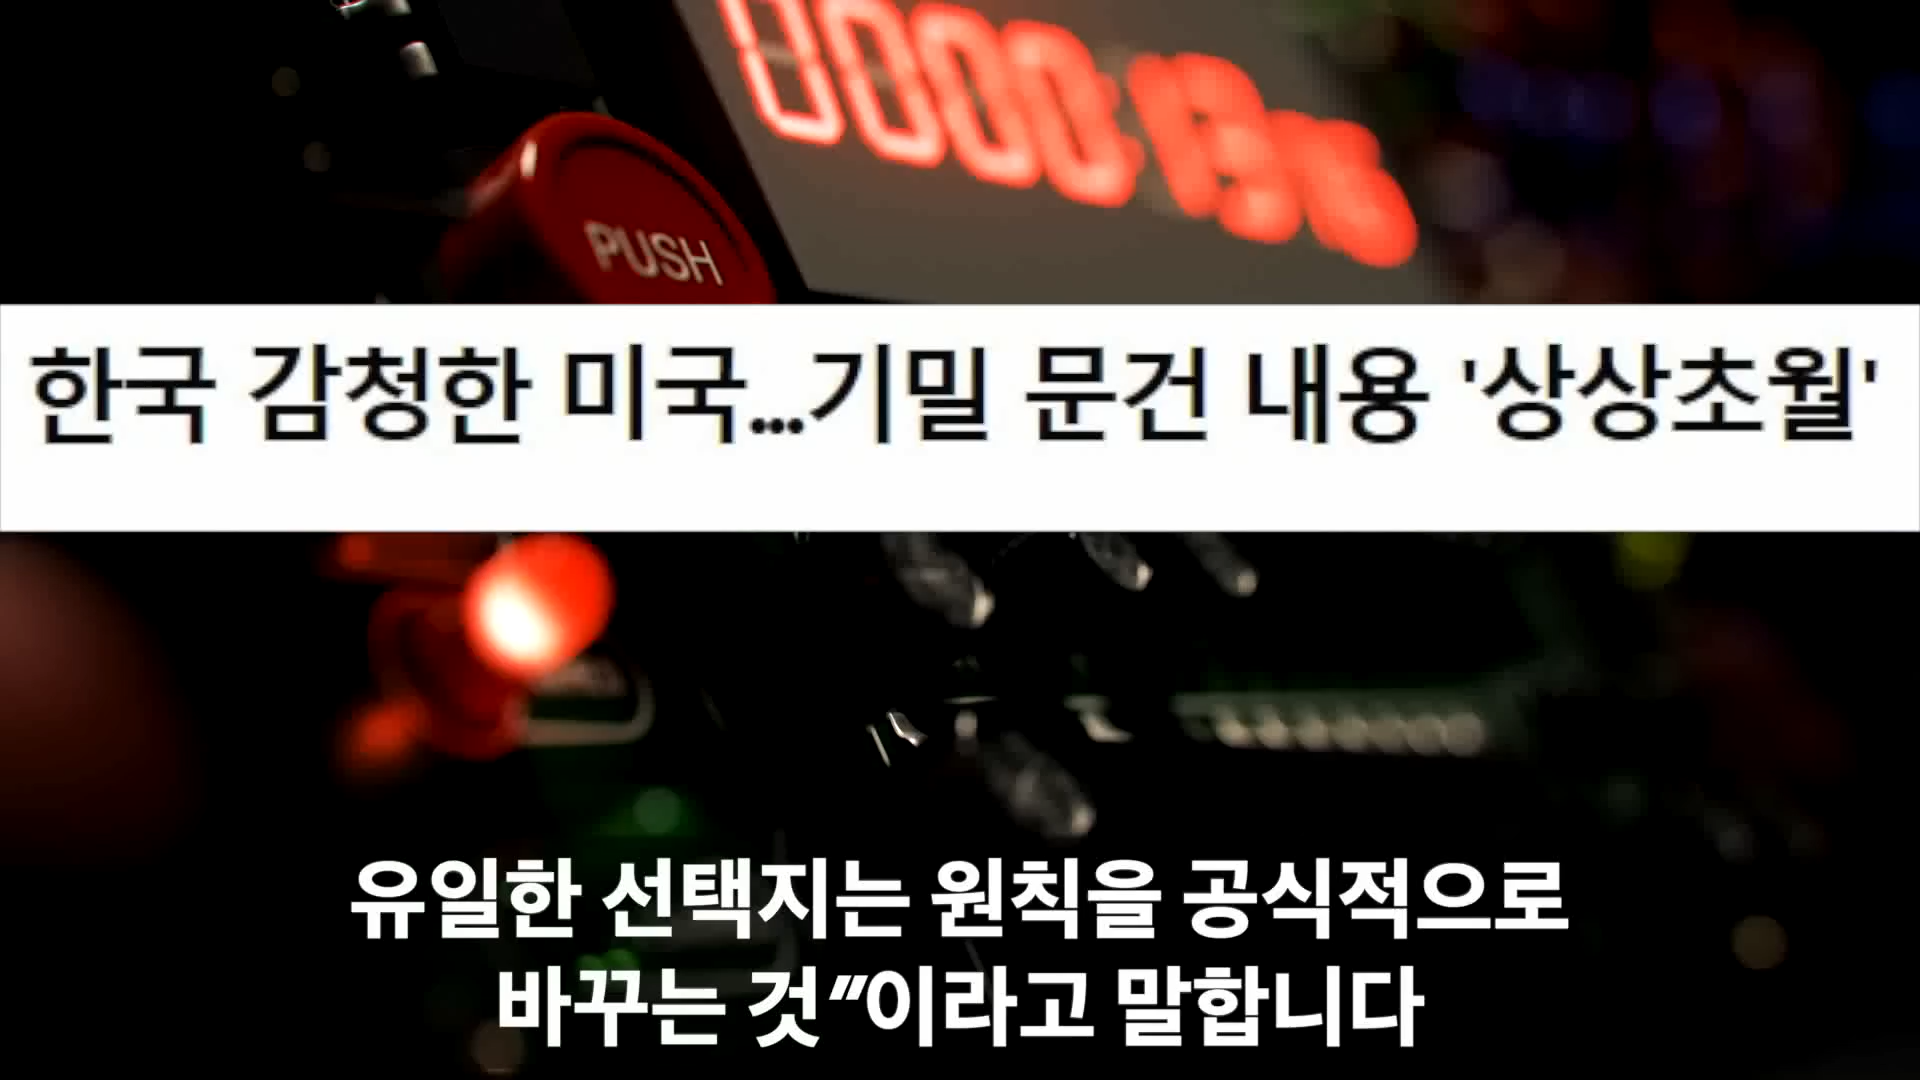 PUSH
한국 감청한 미국...기밀 문건 내용 '상상초월'
유일한 선택지는 원칙을 공식적으로
바꾸는 것"이라고 말합니다